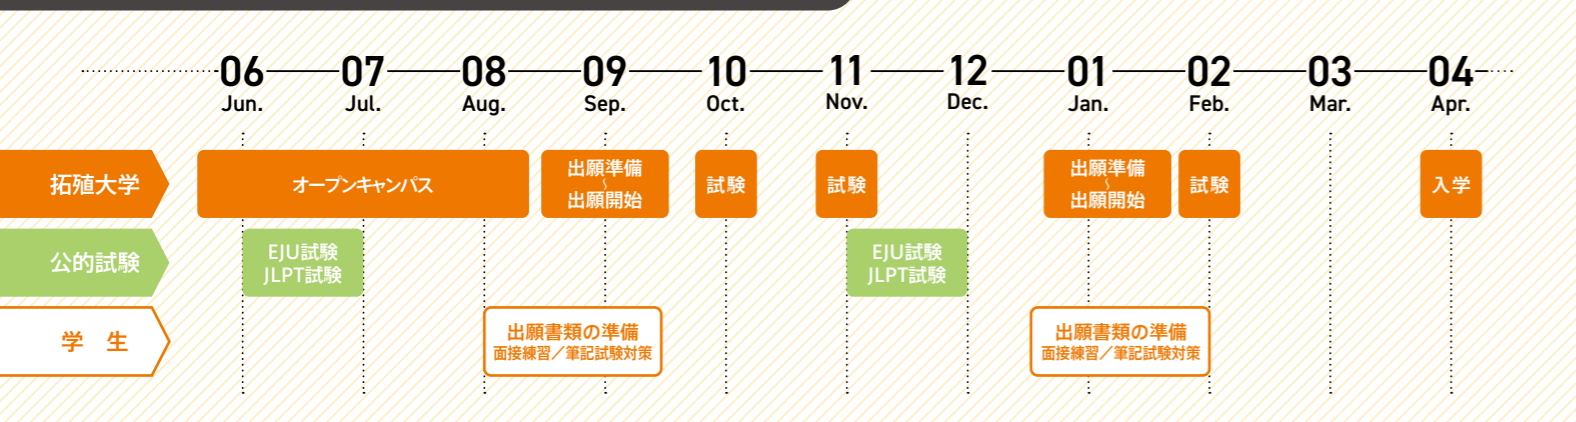 06 07 08 09 10 11 12 01 02 03 04
Jun. Jul. Aug. Sep. Oct. Nov. Dec. Jan. Feb. Mar. Apr.
拓殖大学
オープンキャンパス
出願準備
〜
出願開始
試験
試験
出願準備
〜
出願開始
試験
入学
公的試験
EJU試験
JLPT試験
EJU試験
JLPT試験
学 生
出願書類の準備
面接練習／筆記試験対策
出願書類の準備
面接練習／筆記試験対策